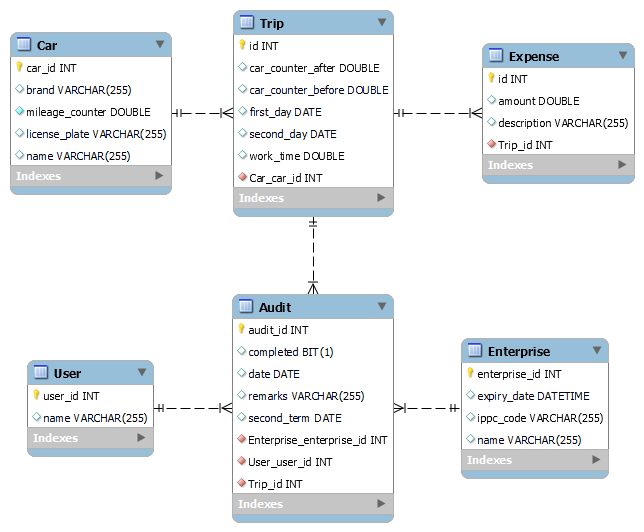 Car
car_id INT
brand VARCHAR(255)
mileage_counter DOUBLE
license_plate VARCHAR(255)
name VARCHAR(255)
Indexes
Trip
id INT
car_counter_after DOUBLE
car_counter_before DOUBLE
first_day DATE
second_day DATE
work_time DOUBLE
Car_car_id INT
Indexes
Expense
id INT
amount DOUBLE
description VARCHAR(255)
Trip_id INT
Indexes
User
user_id INT
name VARCHAR(255)
Indexes
Audit
audit_id INT
completed BIT(1)
date DATE
remarks VARCHAR(255)
second_term DATE
Enterprise_enterprise_id INT
User_user_id INT
Trip_id INT
Indexes
Enterprise
enterprise_id INT
expiry_date DATETIME
ippc_code VARCHAR(255)
name VARCHAR(255)
Indexes